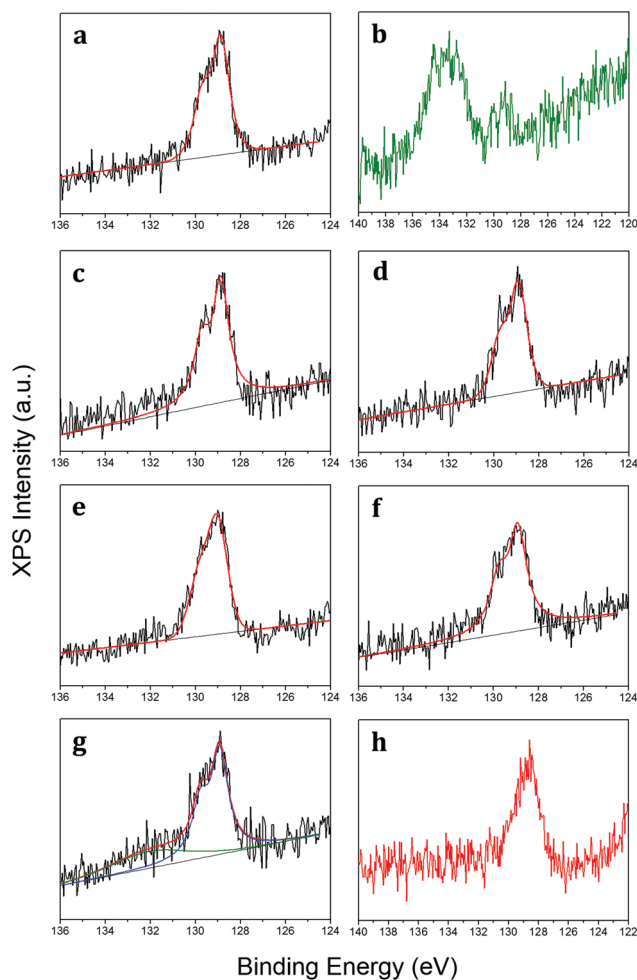 a
b
136 134 132 130 128 126 124
140 138 136 134 132 130 128 126 124 122 120
c
d
136 134 132 130 128 126 124
136 134 132 130 128 126 124
e
f
136 134 132 130 128 126 124
136 134 132 130 128 126 124
g
h
136 134 132 130 128 126 124
140 138 136 134 132 130 128 126 124 122
XPS Intensity (a.u.)
Binding Energy (eV)